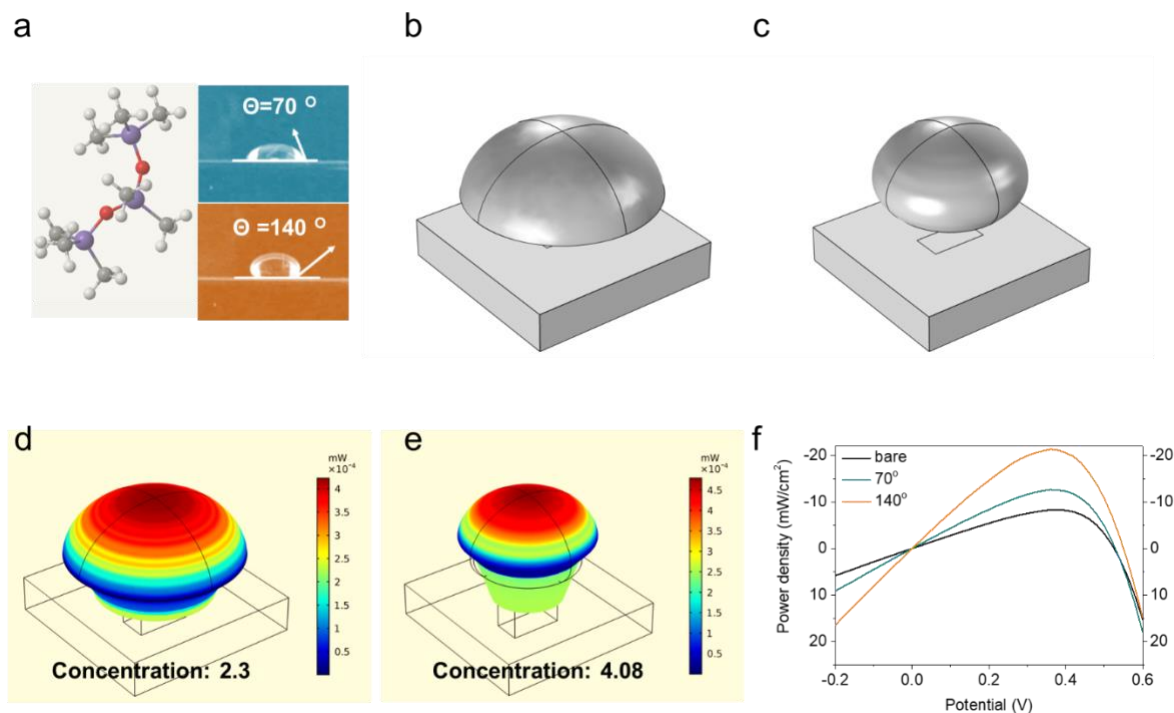 a
b
c
Θ=70 °
Θ =140 °
d
e
f
mW
×10⁻⁴
4
3.5
3
2.5
2
1.5
1
0.5
Concentration: 2.3
mW
×10⁻⁴
4.5
4
3.5
3
2.5
2
1.5
1
0.5
Concentration: 4.08
bare
70°
140°
Power density (mW/cm²)
-20
-10
0
10
20
-20
-10
0
10
20
-0.2
0.0
0.2
0.4
0.6
Potential (V)